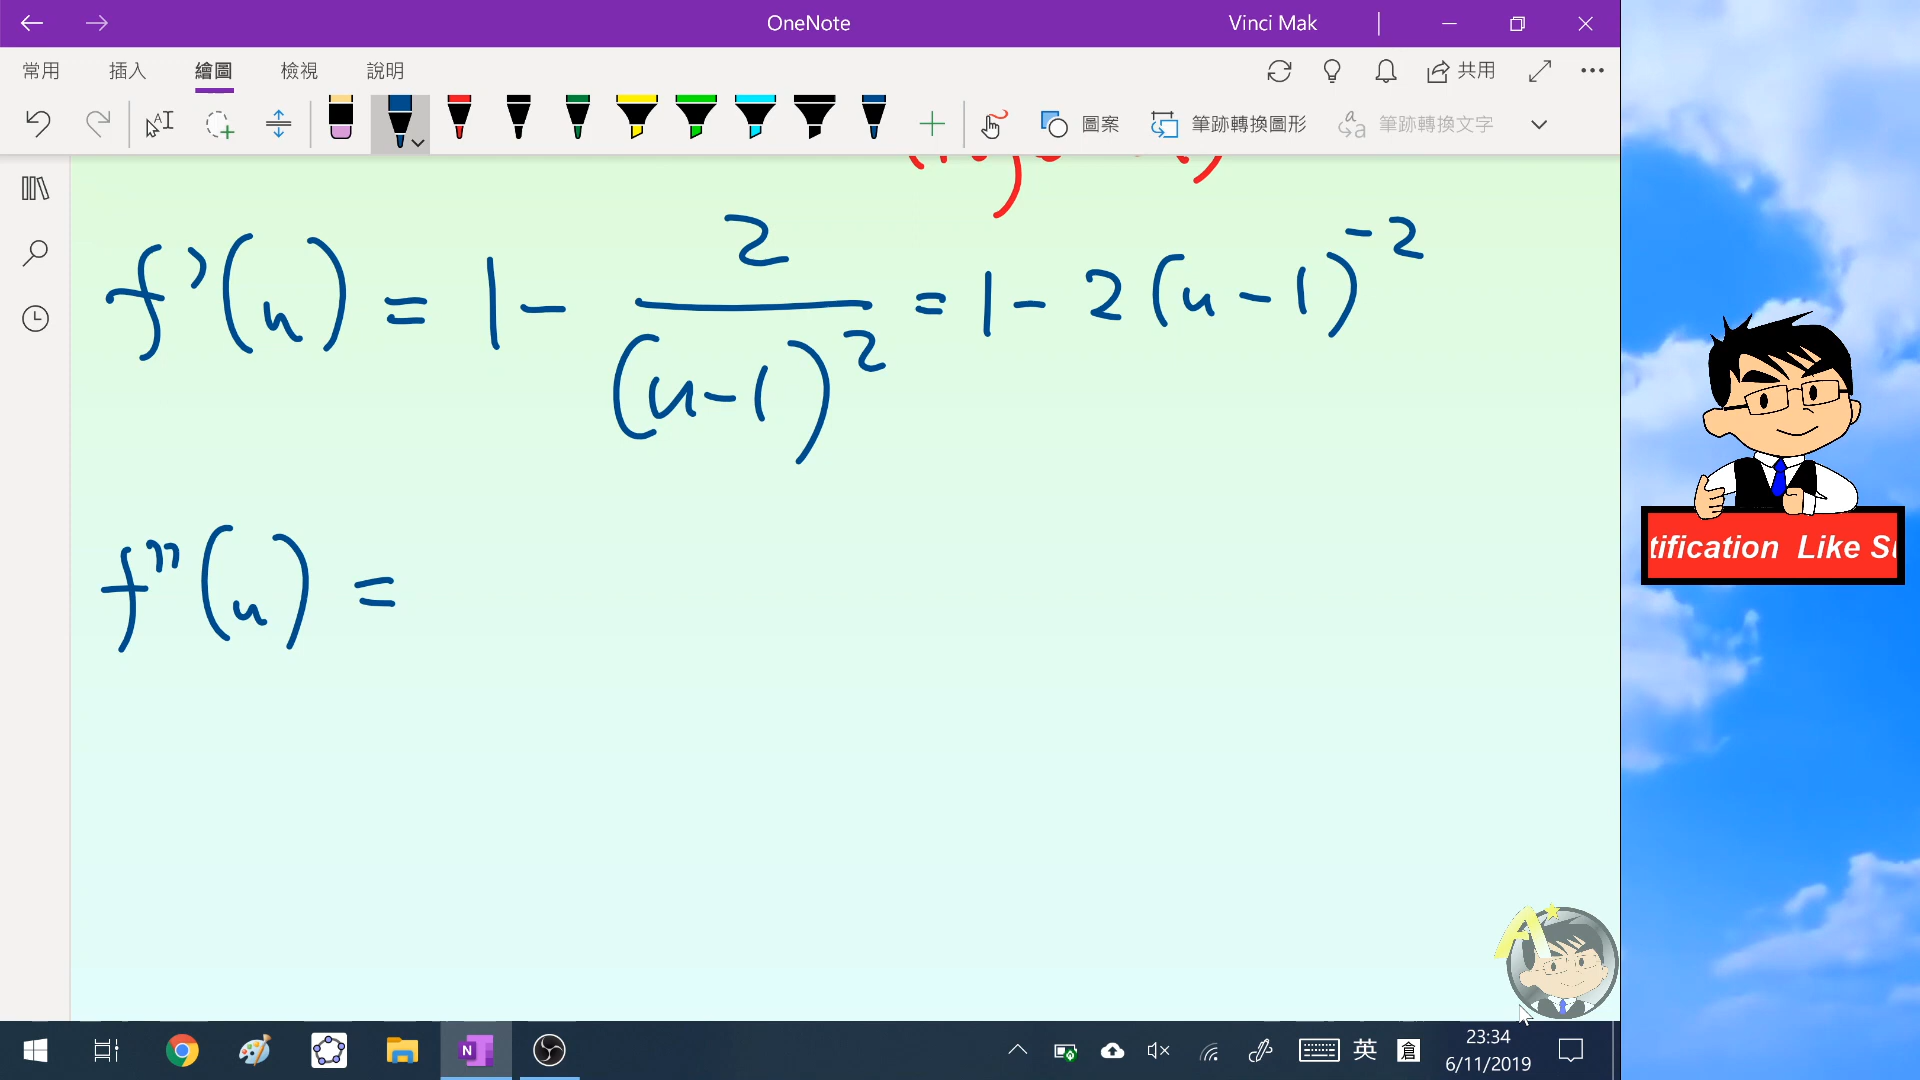 OneNote
Vinci Mak
常用 插入 繪圖 檢視 說明 共用
圖案 筆跡轉換圖形 筆跡轉換文字
f'(u) = 1 - 2/(u-1)^2 = 1 - 2(u-1)^-2
f''(u) =
tification Like Su
A
英 倉
23:34
6/11/2019